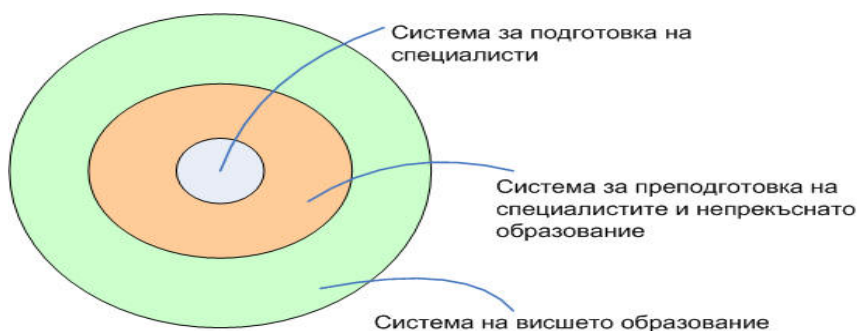 Система за подготовка на
специалисти
Система за преподготовка на
специалистите и непрекъснато
образование
Система на висшето образование